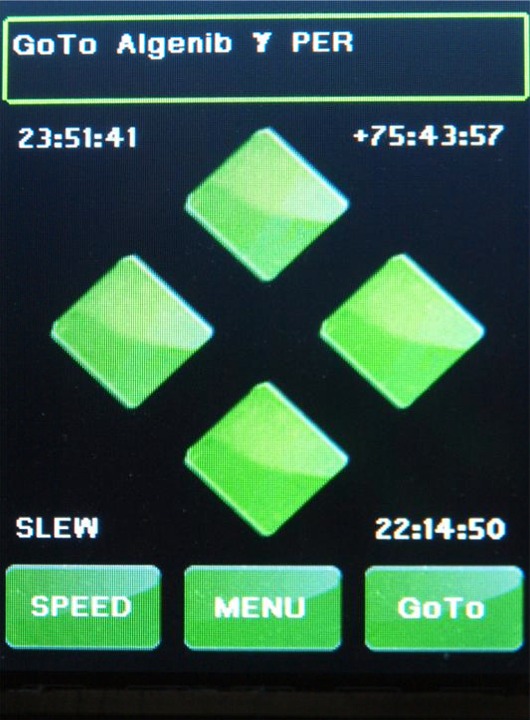 GoTo Algenib γ PER
23:51:41
+75:43:57
SLEW
22:14:50
SPEED
MENU
GoTo